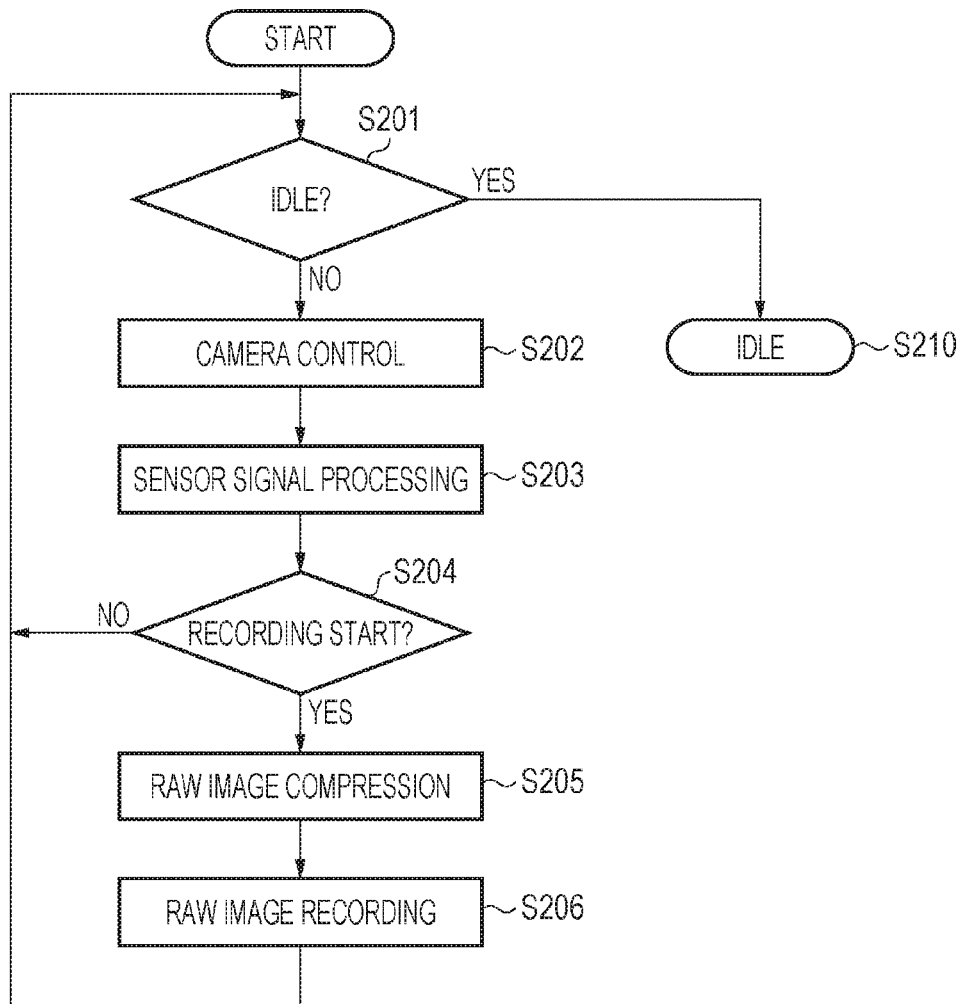 START
S201
IDLE?
YES
NO
CAMERA CONTROL
S202
IDLE
S210
SENSOR SIGNAL PROCESSING
S203
S204
NO
RECORDING START?
YES
RAW IMAGE COMPRESSION
S205
RAW IMAGE RECORDING
S206